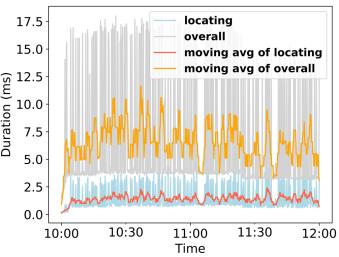 locating
overall
moving avg of locating
moving avg of overall
Duration (ms)
17.5
15.0
12.5
10.0
7.5
5.0
2.5
0.0
10:00 10:30 11:00 11:30 12:00
Time